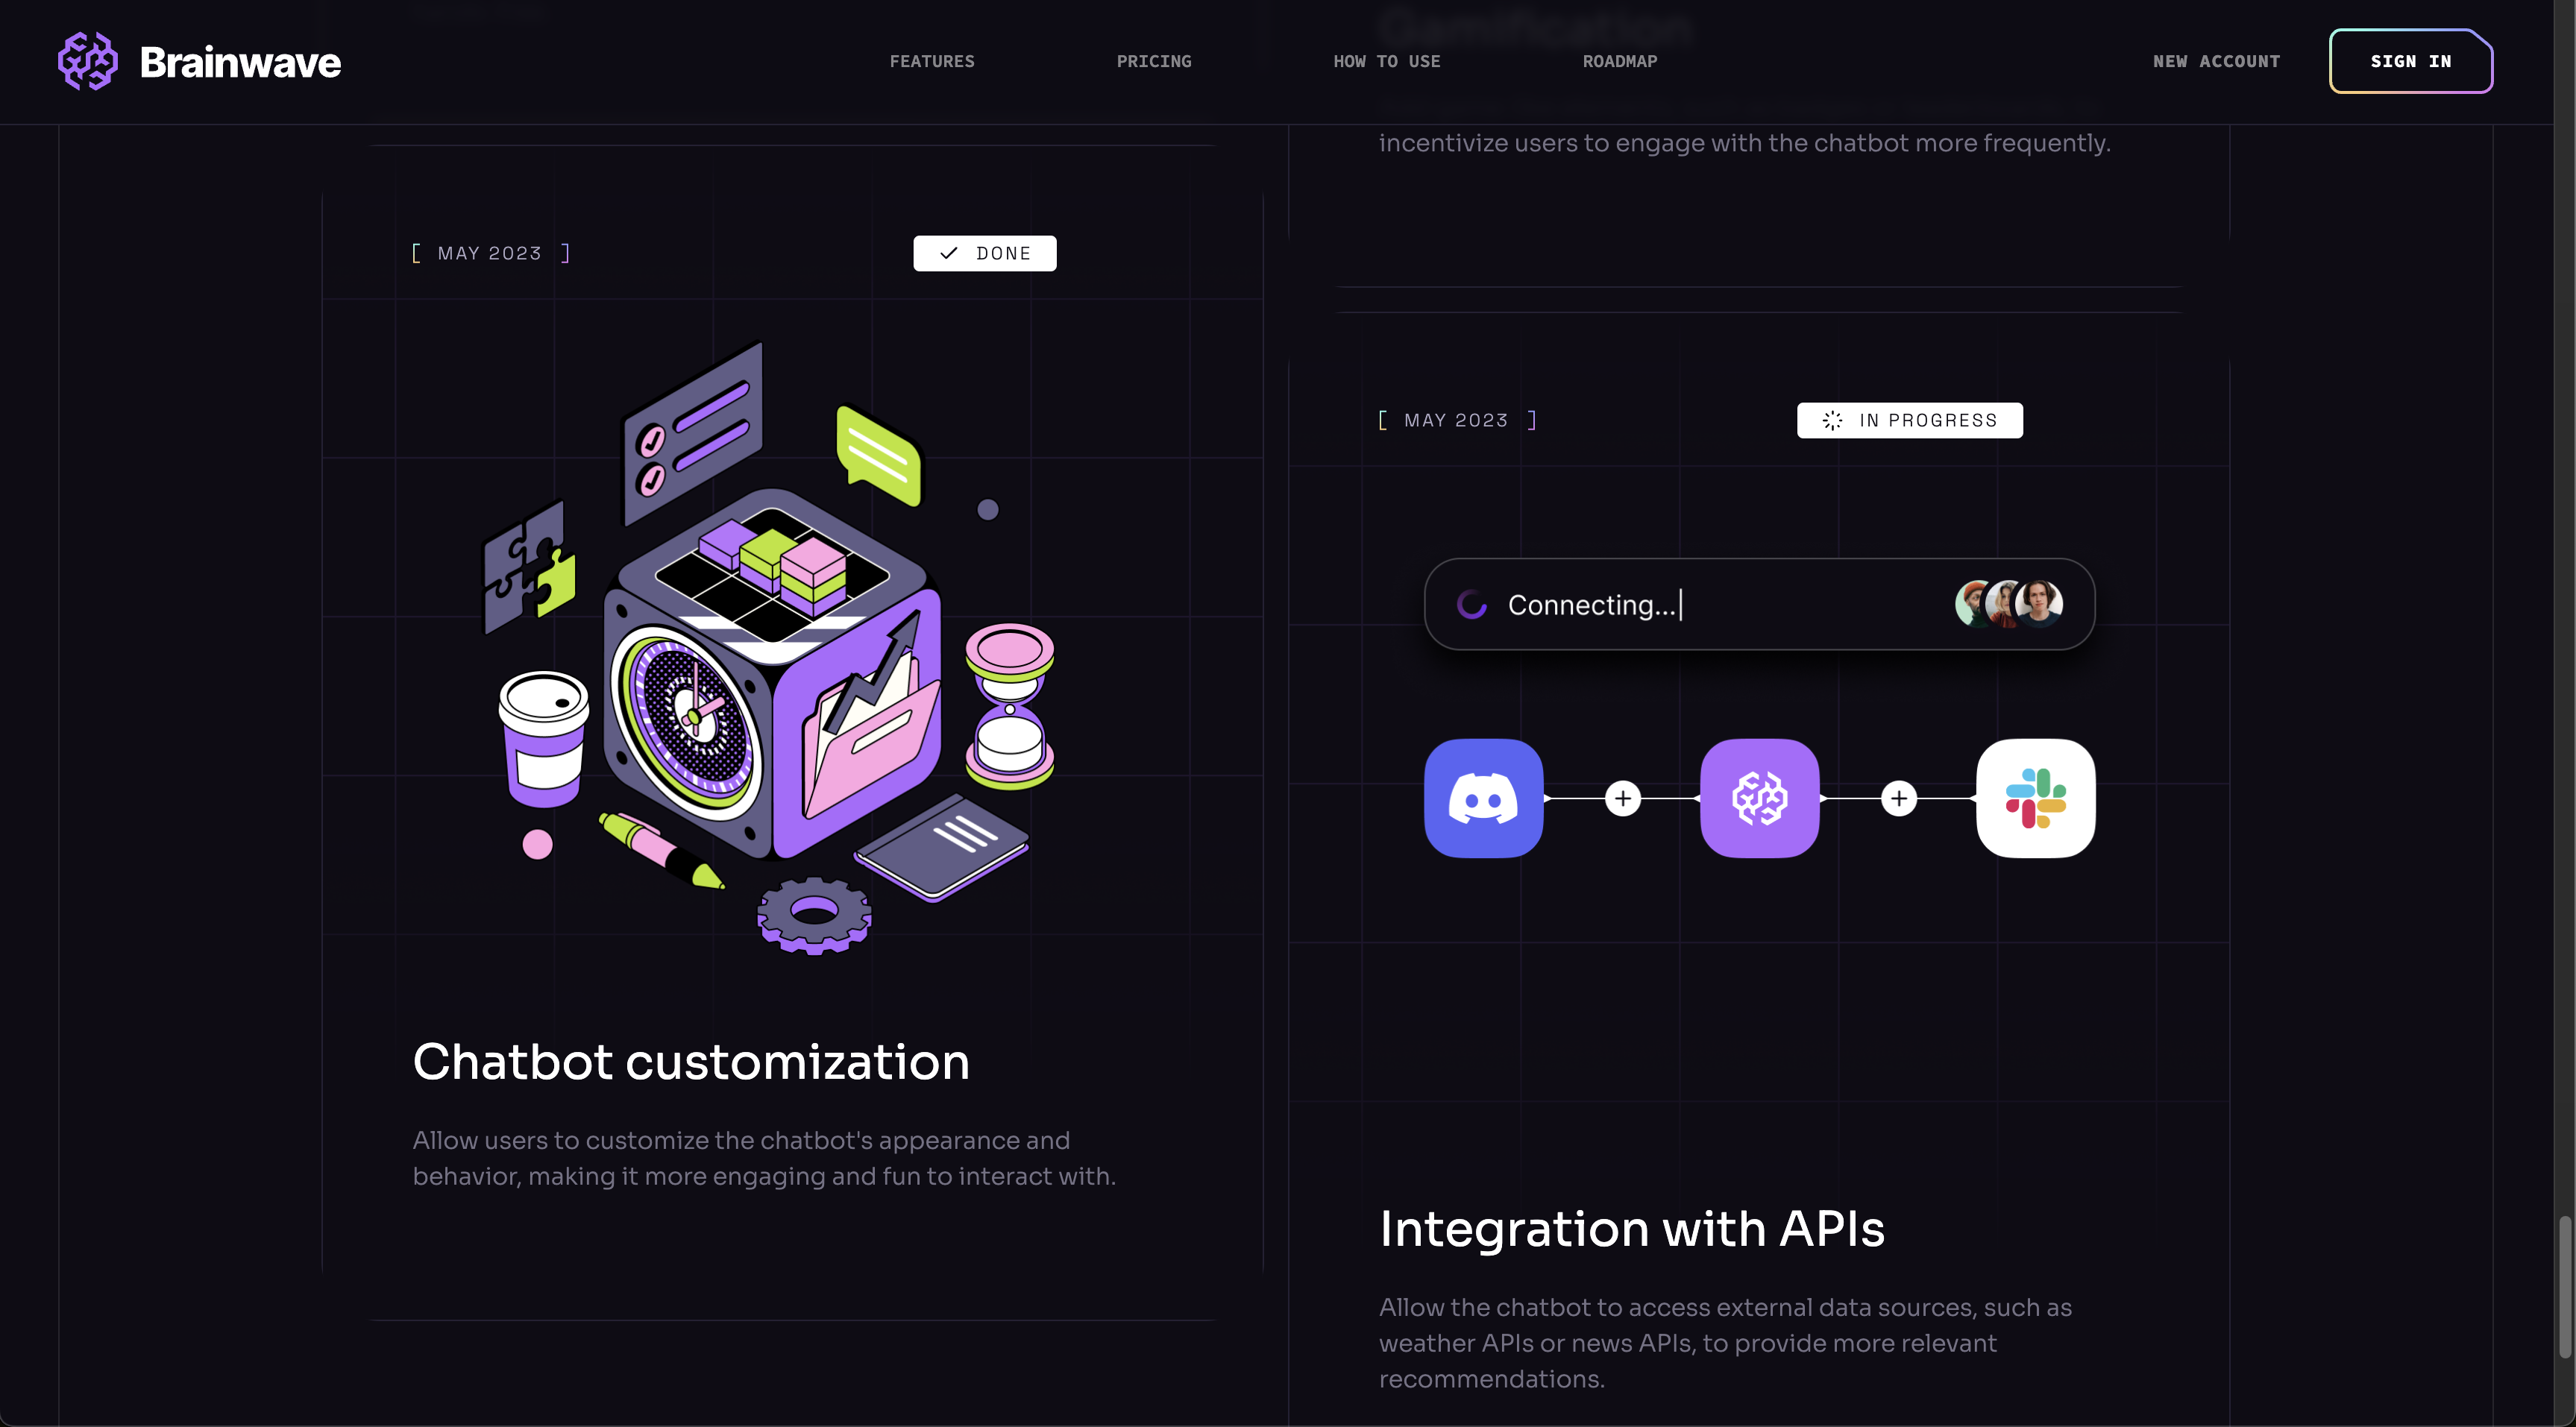 Brainwave
FEATURES
PRICING
HOW TO USE
ROADMAP
NEW ACCOUNT
SIGN IN
Gamification
incentivize users to engage with the chatbot more frequently.
[ MAY 2023 ]
DONE
Chatbot customization
Allow users to customize the chatbot's appearance and
behavior, making it more engaging and fun to interact with.
[ MAY 2023 ]
IN PROGRESS
Connecting...
Integration with APIs
Allow the chatbot to access external data sources, such as
weather APIs or news APIs, to provide more relevant
recommendations.